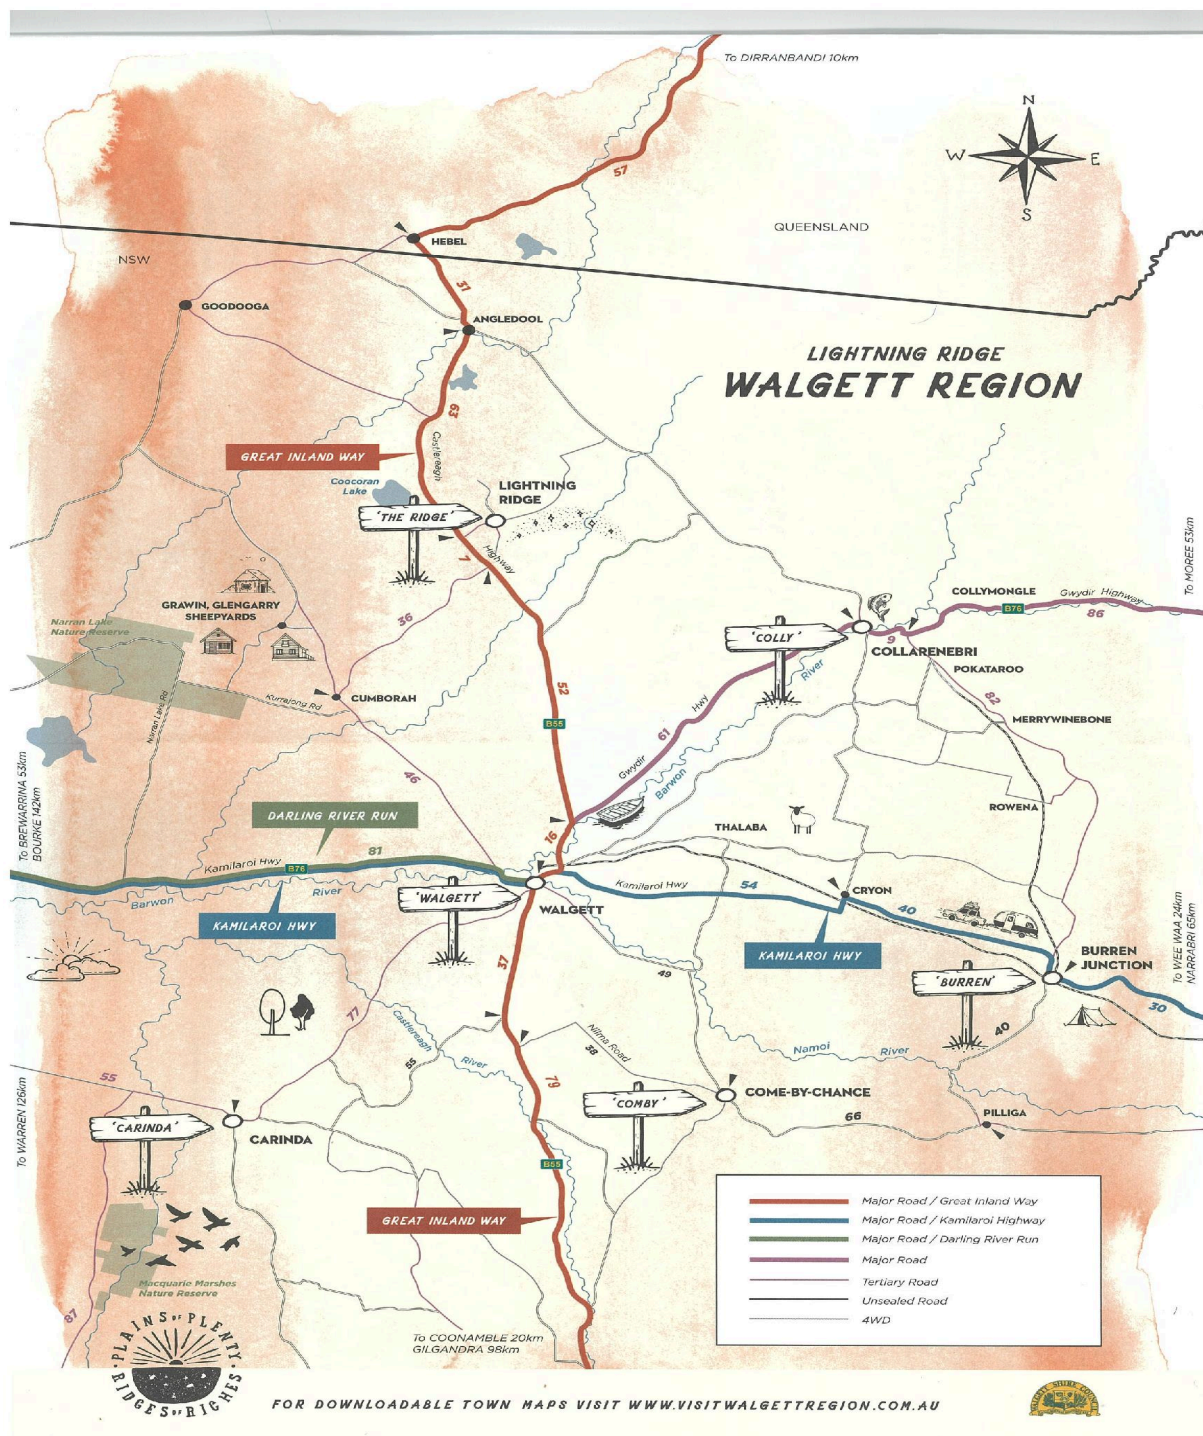 To DIRRANBANDI 10km
N
W
E
S
57
QUEENSLAND
HEBEL
NSW
31
GOODOOGA
ANGLEDOOL
LIGHTNING RIDGE
WALGETT REGION
63
Castlereagh
GREAT INLAND WAY
Coocoran
Lake
LIGHTNING
RIDGE
'THE RIDGE'
7
Highway
To MOREE 53km
GRAWIN, GLENGARRY
SHEEPYARDS
36
COLLYMONGLE
Gwydir Highway
B76
86
Narran Lake
Nature Reserve
'COLLY'
9
COLLARENEBRI
POKATAROO
River
CUMBORAH
Kurrajong Rd
Narran Lake Rd
52
B55
Hwy
61
Gwydir
Barwon
82
MERRYWINEBONE
46
To BREWARRINA 53km
BOURKE 142km
ROWENA
DARLING RIVER RUN
16
THALABA
81
Kamilaroi Hwy
B76
Barwon
River
KAMILAROI HWY
'WALGETT'
WALGETT
Kamilaroi Hwy
54
CRYON
40
KAMILAROI HWY
To WEE WAA 24km
NARRABRI 65km
37
49
BURREN
JUNCTION
'BURREN'
30
77
Castlereagh
River
55
Nilma Road
38
40
Namoi
River
79
55
To WARREN 126km
'CARINDA'
CARINDA
'COMBY'
COME-BY-CHANCE
66
PILLIGA
B55
GREAT INLAND WAY
Macquarie Marshes
Nature Reserve
87
Major Road / Great Inland Way
Major Road / Kamilaroi Highway
Major Road / Darling River Run
Major Road
Tertiary Road
Unsealed Road
4WD
To COONAMBLE 20km
GILGANDRA 98km
PLAINS OF PLENTY
RIDGES OF RICHES
FOR DOWNLOADABLE TOWN MAPS VISIT WWW.VISITWALGETTREGION.COM.AU
WALGETT SHIRE COUNCIL